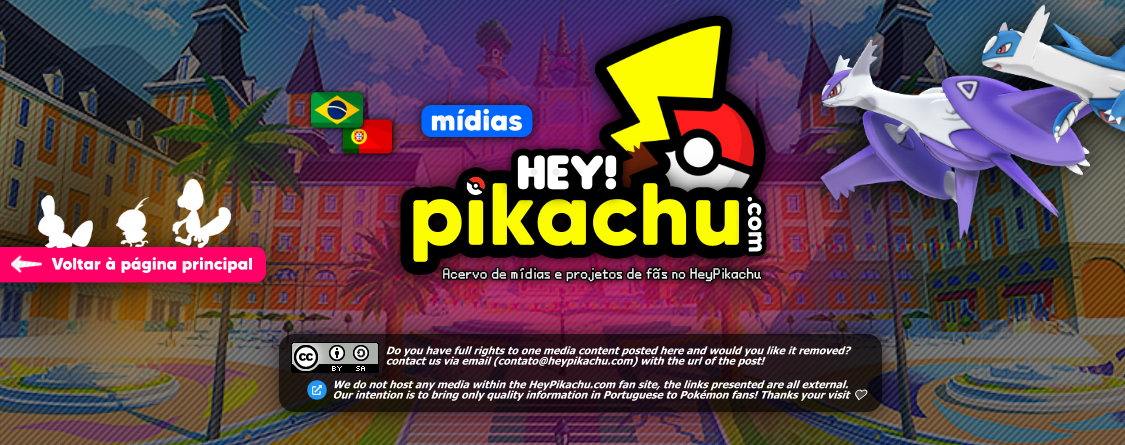 mídias
HEY!
pikachu
.com
Acervo de mídias e projetos de fãs no HeyPikachu
Voltar à página principal
Do you have full rights to one media content posted here and would you like it removed?
contact us via email (contato@heypikachu.com) with the url of the post!
cc
BY SA
We do not host any media within the HeyPikachu.com fan site, the links presented are all external.
Our intention is to bring only quality information in Portuguese to Pokémon fans! Thanks your visit